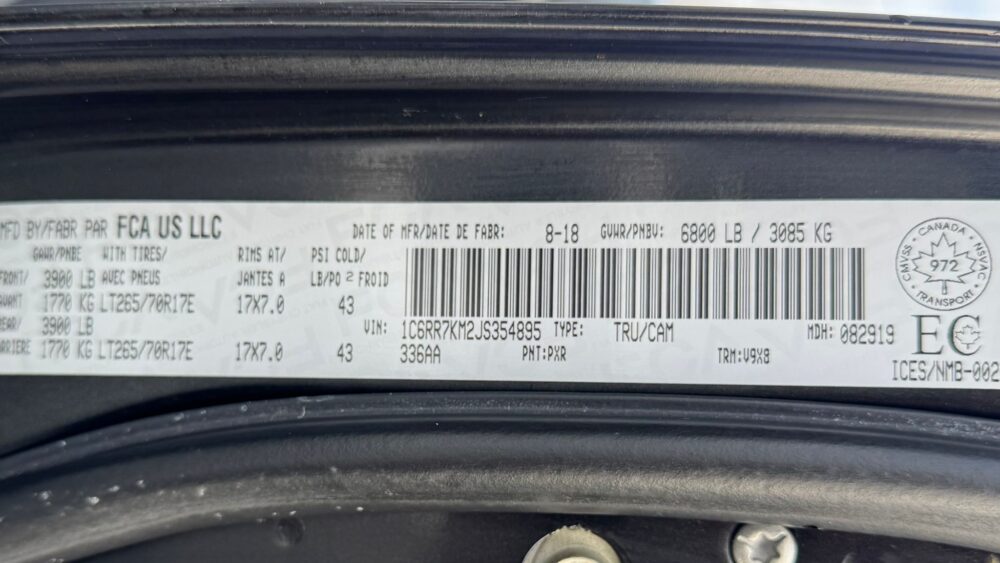 MFD BY/FABR PAR FCA US LLC DATE OF MFR/DATE DE FABR: 8-18 GVWR/PNBV: 6800 LB / 3085 KG
GAWR/PNBE WITH TIRES/ RIMS AT/ PSI COLD/
FRONT/ 3900 LB AVEC PNEUS JANTES A LB/PO2 FROID
AVANT 1770 KG LT265/70R17E 17X7.0 43
REAR/ 3900 LB VIN: 1C6RR7KM2JS354895 TYPE: TRU/CAM MDH: 082919
ARRIERE 1770 KG LT265/70R17E 17X7.0 43 336AA PNT:PXR TRM:V9X8
CANADA
CMVSS 972 NSVAC
TRANSPORT
EC
ICES/NMB-002